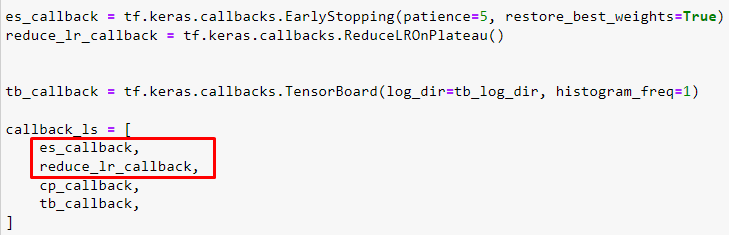 es_callback = tf.keras.callbacks.EarlyStopping(patience=5, restore_best_weights=True)
reduce_lr_callback = tf.keras.callbacks.ReduceLROnPlateau()
tb_callback = tf.keras.callbacks.TensorBoard(log_dir=tb_log_dir, histogram_freq=1)
callback_ls = [
es_callback,
reduce_lr_callback,
cp_callback,
tb_callback,
]